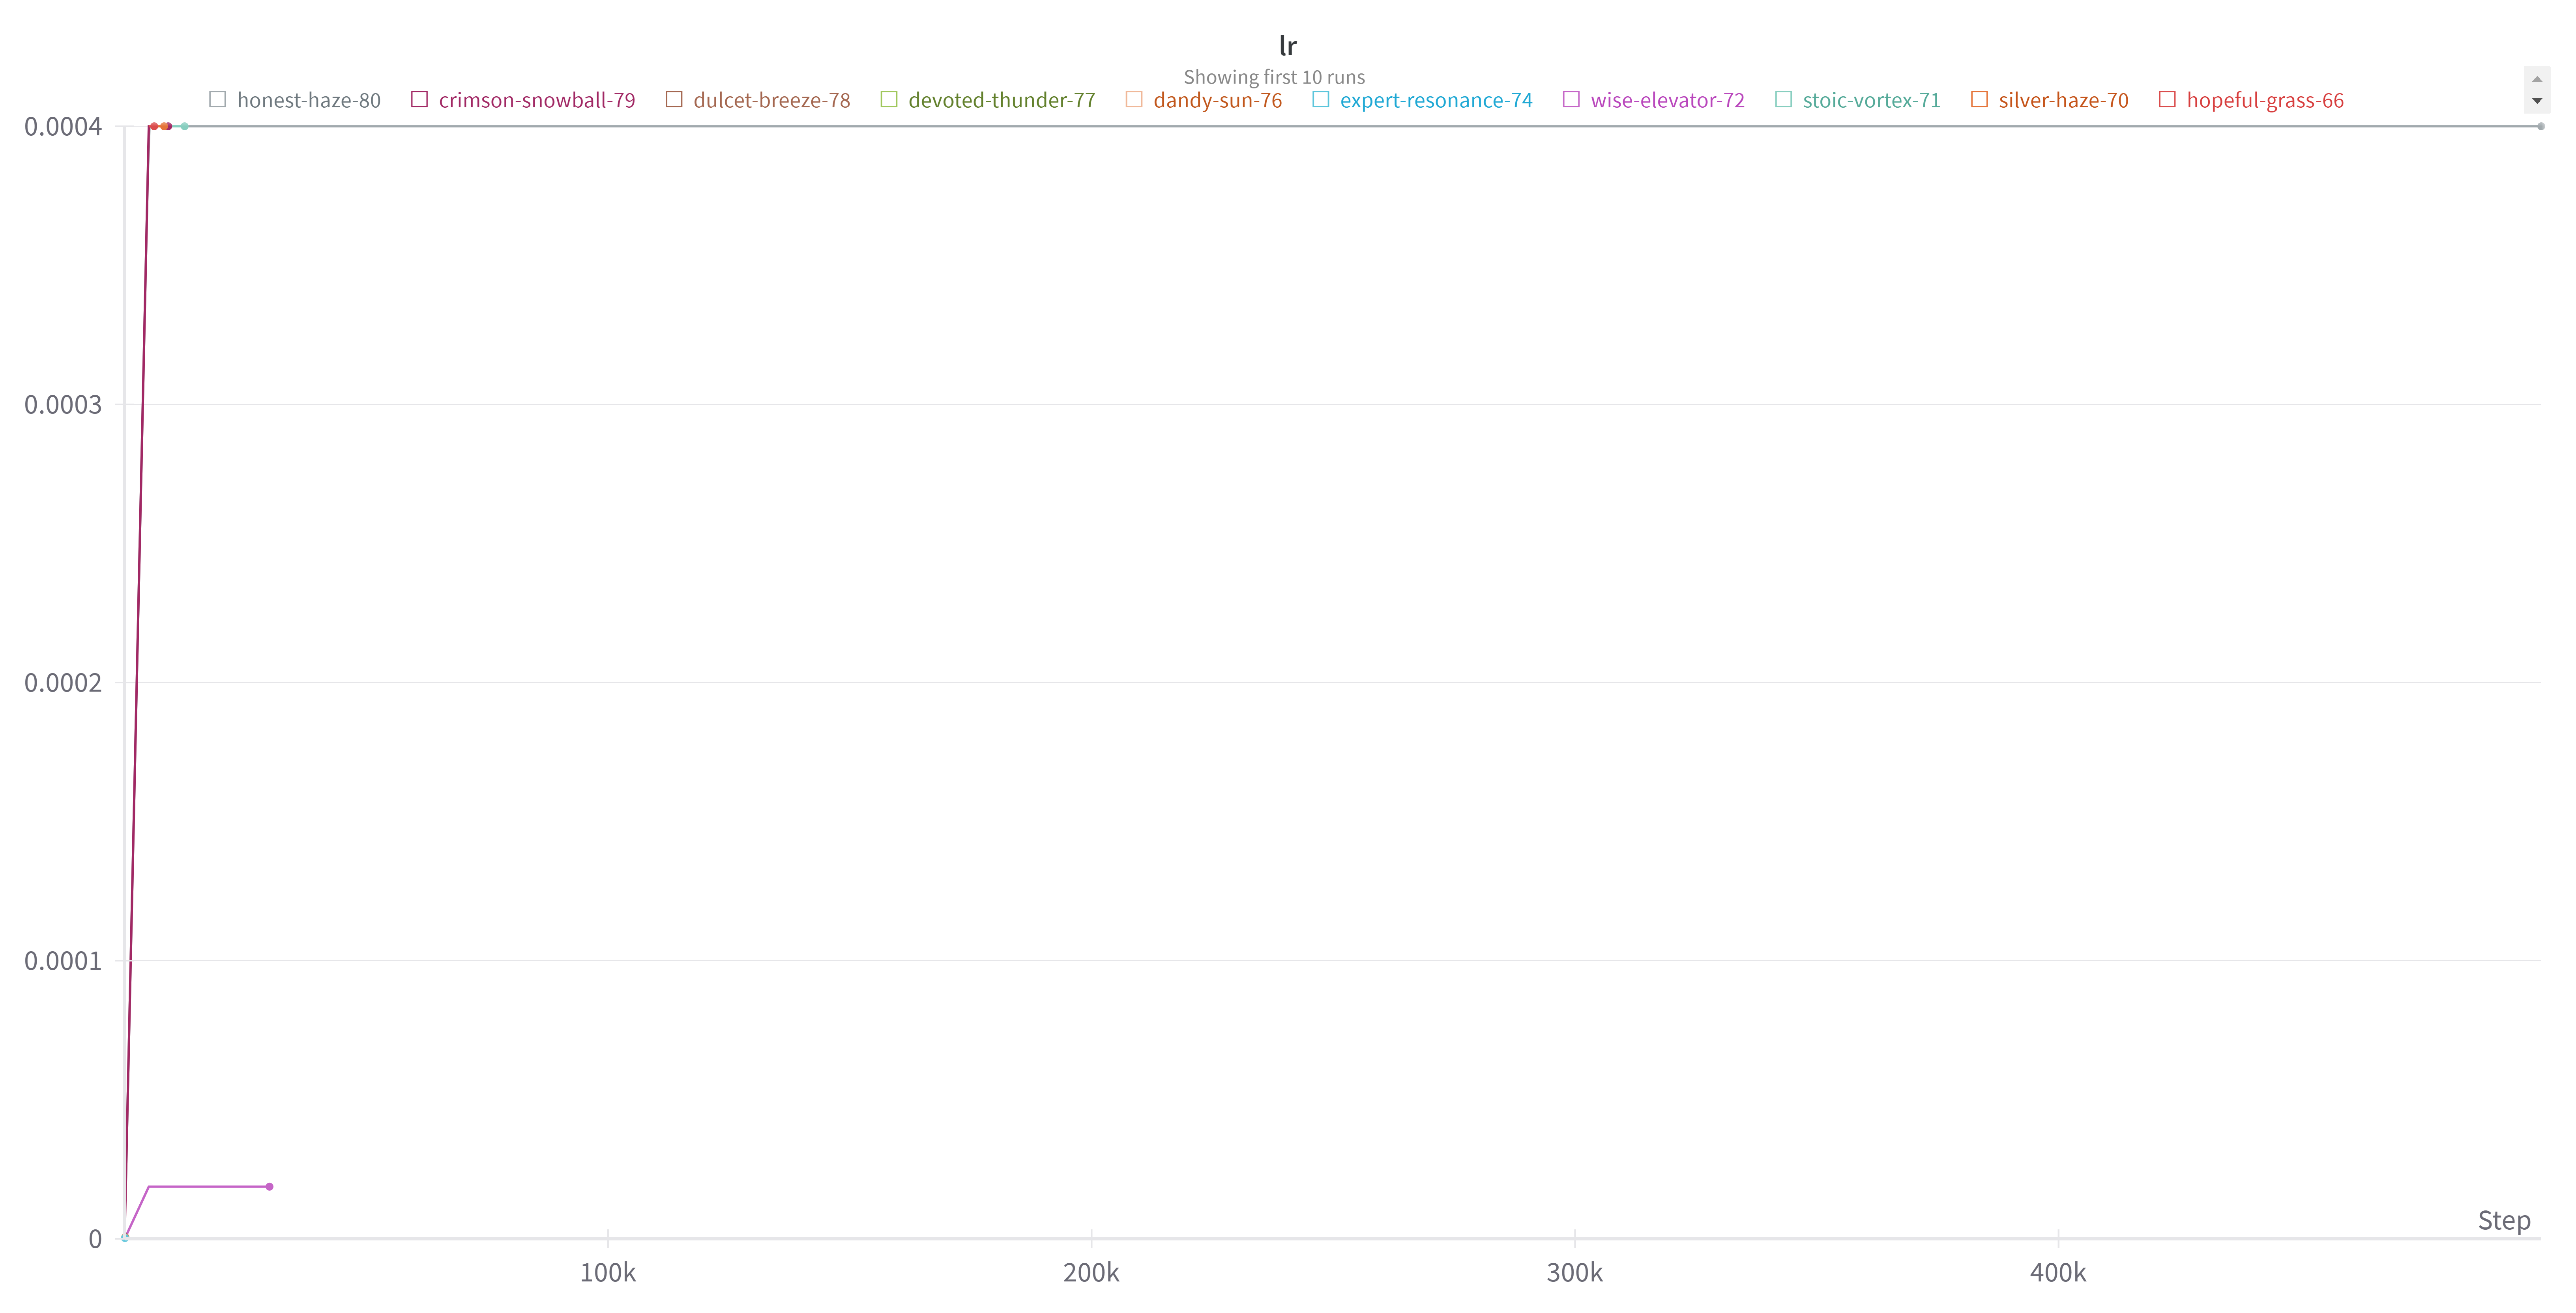 lr
Showing first 10 runs
honest-haze-80 crimson-snowball-79 dulcet-breeze-78 devoted-thunder-77 dandy-sun-76 expert-resonance-74 wise-elevator-72 stoic-vortex-71 silver-haze-70 hopeful-grass-66
0.0004
0.0003
0.0002
0.0001
0
Step
100k 200k 300k 400k